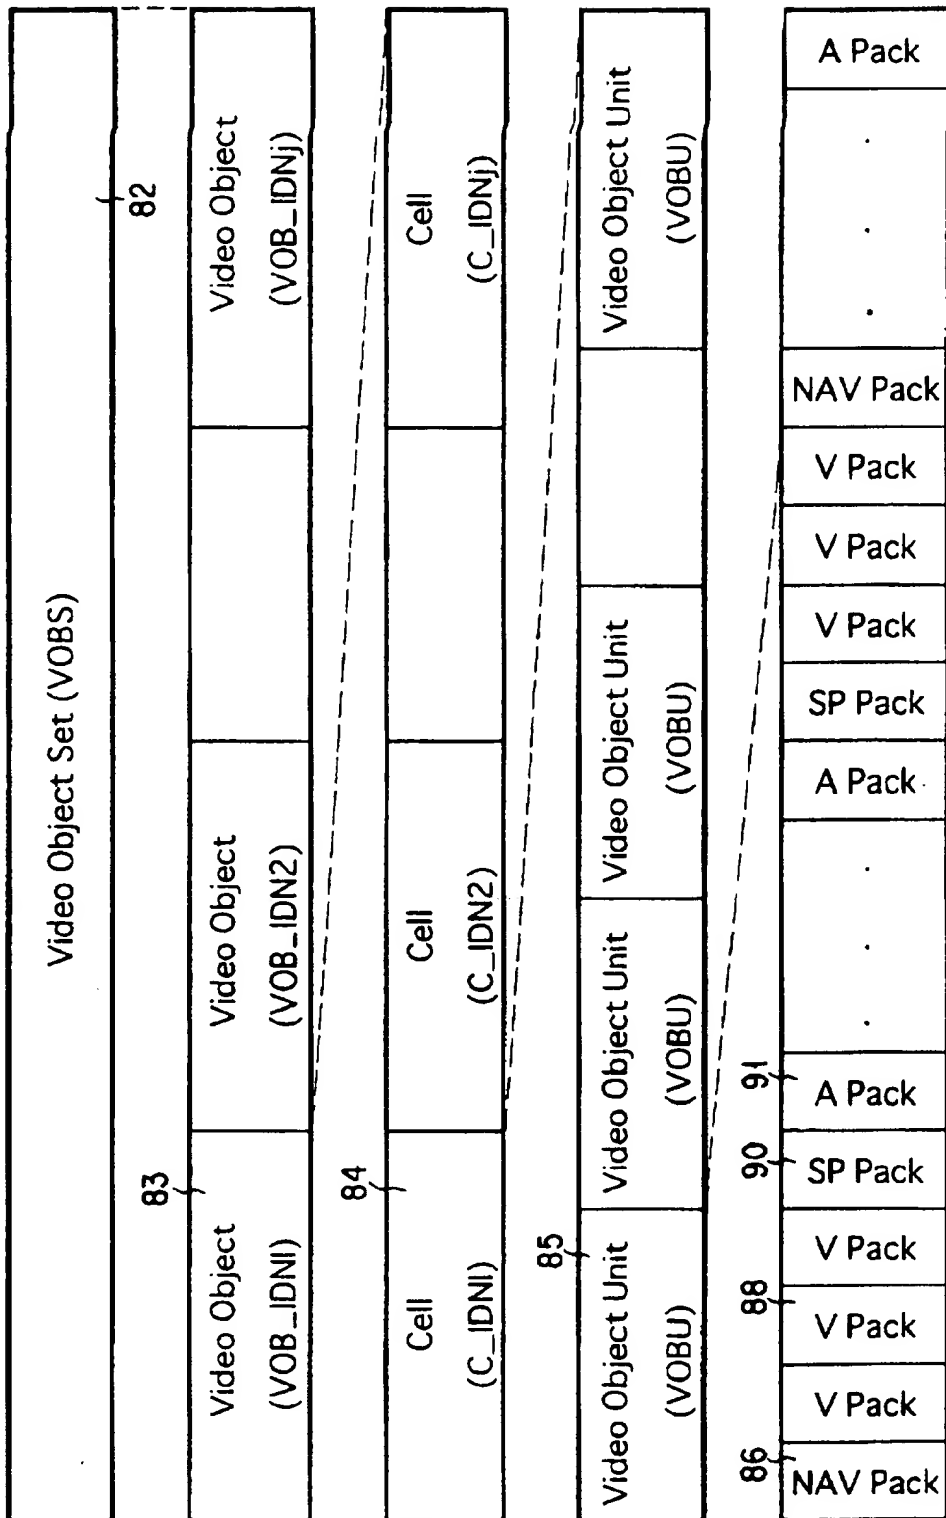 Video Object Set (VOBS)
82
83
Video Object
(VOB_IDN1)
Video Object
(VOB_IDN2)
Video Object
(VOB_IDNj)
84
Cell
(C_IDN1)
Cell
(C_IDN2)
Cell
(C_IDNj)
85
Video Object Unit
(VOBU)
Video Object Unit
(VOBU)
Video Object Unit
(VOBU)
Video Object Unit
(VOBU)
86
88
90
91
NAV Pack
V Pack
V Pack
V Pack
SP Pack
A Pack
. . .
A Pack
SP Pack
V Pack
V Pack
V Pack
NAV Pack
. . .
A Pack